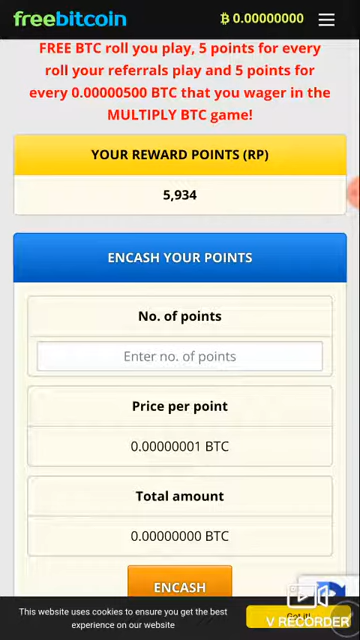 freebitcoin
฿ 0.00000000
FREE BTC roll you play, 5 points for every
roll your referrals play and 5 points for
every 0.00000500 BTC that you wager in the
MULTIPLY BTC game!
YOUR REWARD POINTS (RP)
5,934
ENCASH YOUR POINTS
No. of points
Enter no. of points
Price per point
0.00000001 BTC
Total amount
0.00000000 BTC
ENCASH
This website uses cookies to ensure you get the best
experience on our website
Got it!
V RECORDER